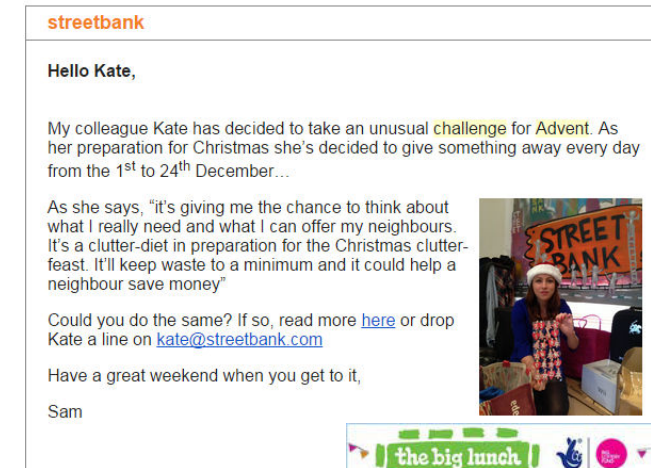 streetbank
Hello Kate,
My colleague Kate has decided to take an unusual challenge for Advent. As
her preparation for Christmas she's decided to give something away every day
from the 1st to 24th December…
As she says, “it's giving me the chance to think about
what I really need and what I can offer my neighbours.
It's a clutter-diet in preparation for the Christmas clutter-
feast. It'll keep waste to a minimum and it could help a
neighbour save money”
STREET
BANK
Could you do the same? If so, read more here or drop
Kate a line on kate@streetbank.com
Have a great weekend when you get to it,
Sam
the big lunch